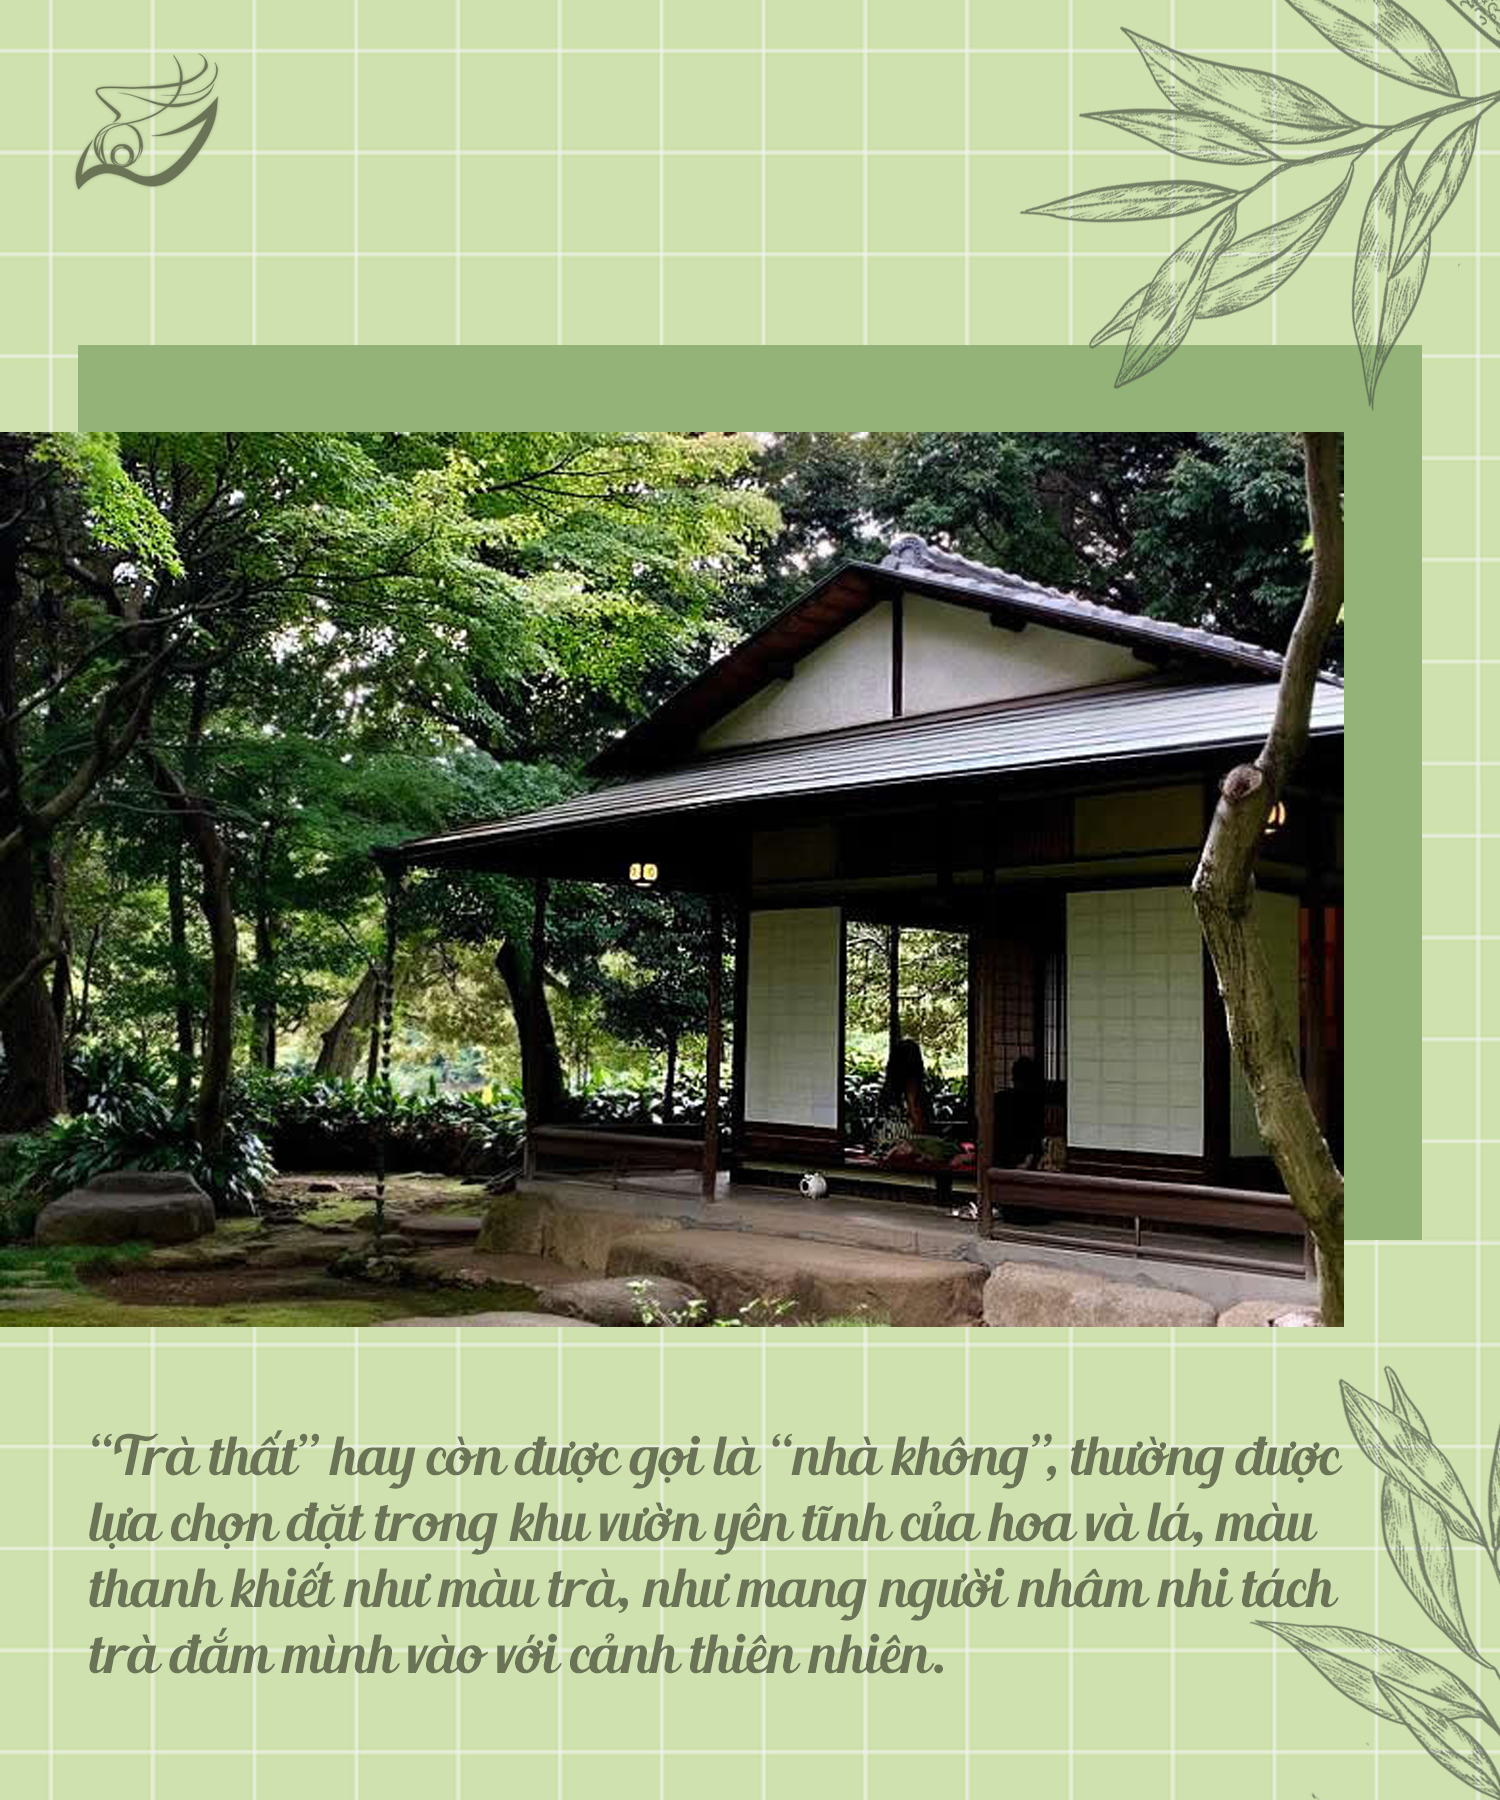 “Trà thất” hay còn được gọi là “nhà không”, thường được
lựa chọn đặt trong khu vườn yên tĩnh của hoa và lá, màu
thanh khiết như màu trà, như mang người nhâm nhi tách
trà đắm mình vào với cảnh thiên nhiên.